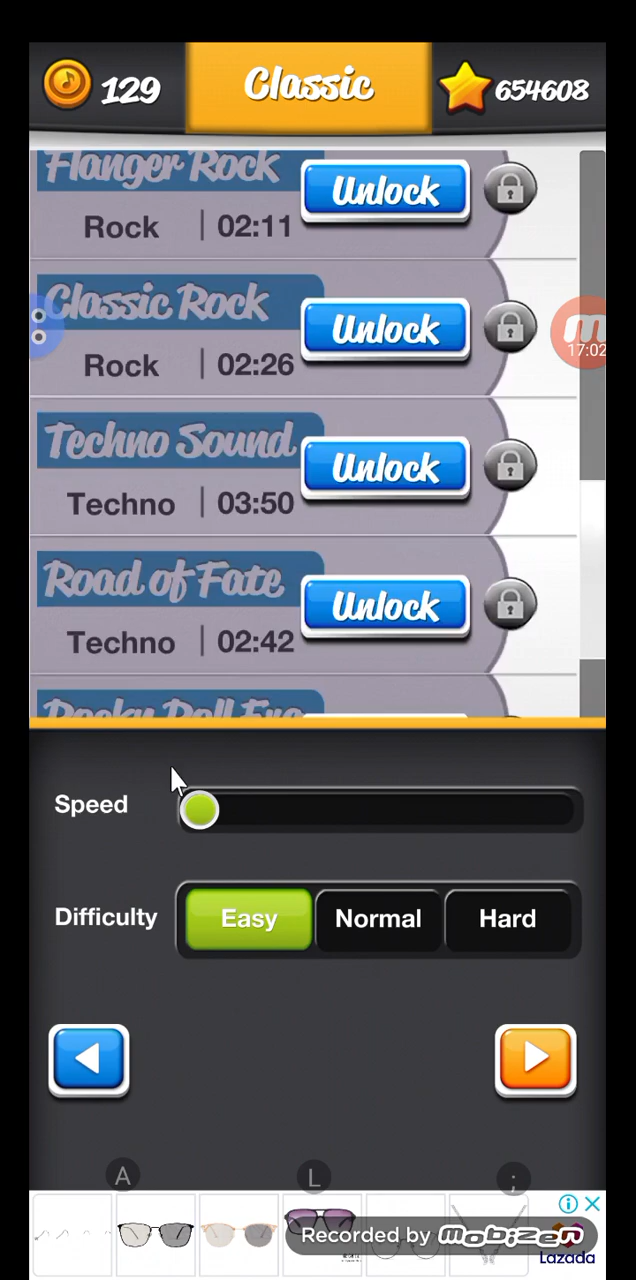 129
Classic
654608
Flanger Rock
Unlock
Rock | 02:11
Classic Rock
Unlock
Rock | 02:26
17:02
Techno Sound
Unlock
Techno | 03:50
Road of Fate
Unlock
Techno | 02:42
Speed
Difficulty
Easy
Normal
Hard
A
L
;
Recorded by mobizen
Lazada